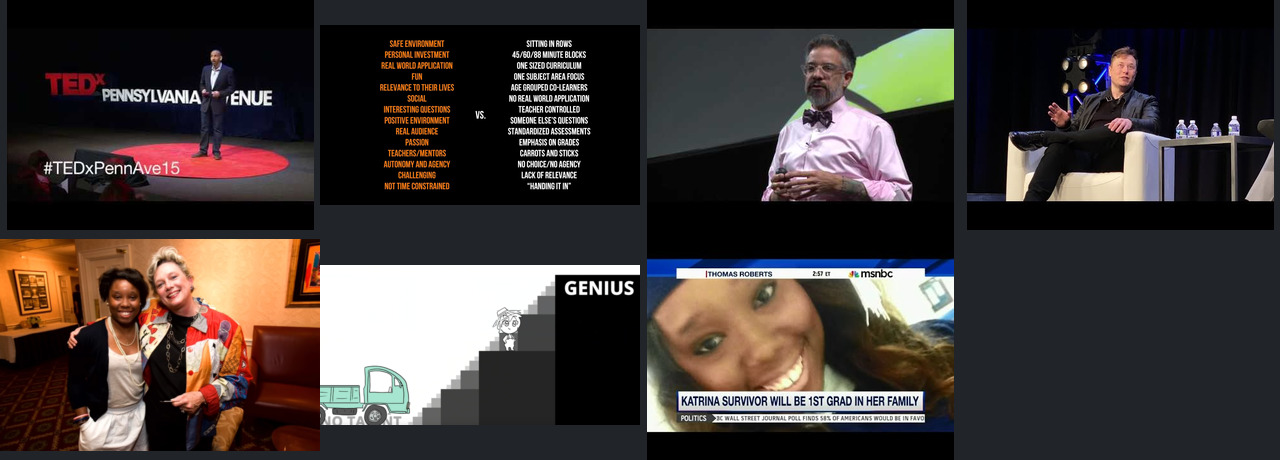 TEDx
PENNSYLVANIA AVENUE
#TEDxPennAve15
SAFE ENVIRONMENT
PERSONAL INVESTMENT
REAL WORLD APPLICATION
FUN
RELEVANCE TO THEIR LIVES
SOCIAL
INTERESTING QUESTIONS
POSITIVE ENVIRONMENT
REAL AUDIENCE
PASSION
TEACHERS/MENTORS
AUTONOMY AND AGENCY
CHALLENGING
NOT TIME CONSTRAINED
VS.
SITTING IN ROWS
45/60/88 MINUTE BLOCKS
ONE SIZED CURRICULUM
ONE SUBJECT AREA FOCUS
AGE GROUPED CO-LEARNERS
NO REAL WORLD APPLICATION
TEACHER CONTROLLED
SOMEONE ELSE'S QUESTIONS
STANDARDIZED ASSESSMENTS
EMPHASIS ON GRADES
CARROTS AND STICKS
NO CHOICE/NO AGENCY
LACK OF RELEVANCE
"HANDING IT IN"
GENIUS
NO TALENT
THOMAS ROBERTS
2:57 ET
msnbc
KATRINA SURVIVOR WILL BE 1ST GRAD IN HER FAMILY
POLITICS
BC WALL STREET JOURNAL POLL FINDS 58% OF AMERICANS WOULD BE IN FAVO